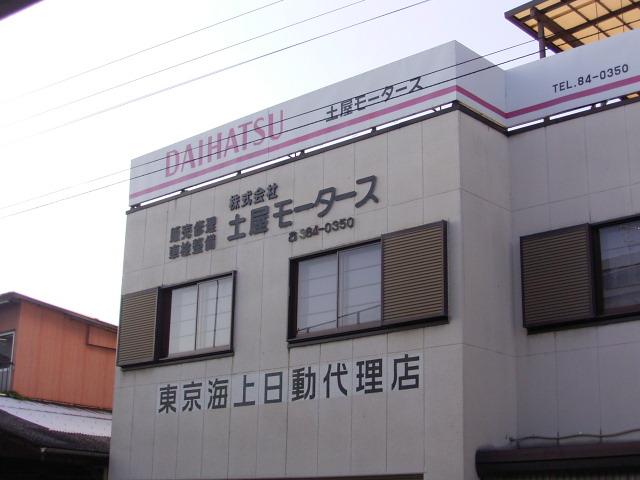 DAIHATSU 土屋モータース
TEL.84-0350
株式会社
販売修理
車検整備
土屋モータース
☎384-0350
東京海上日動代理店